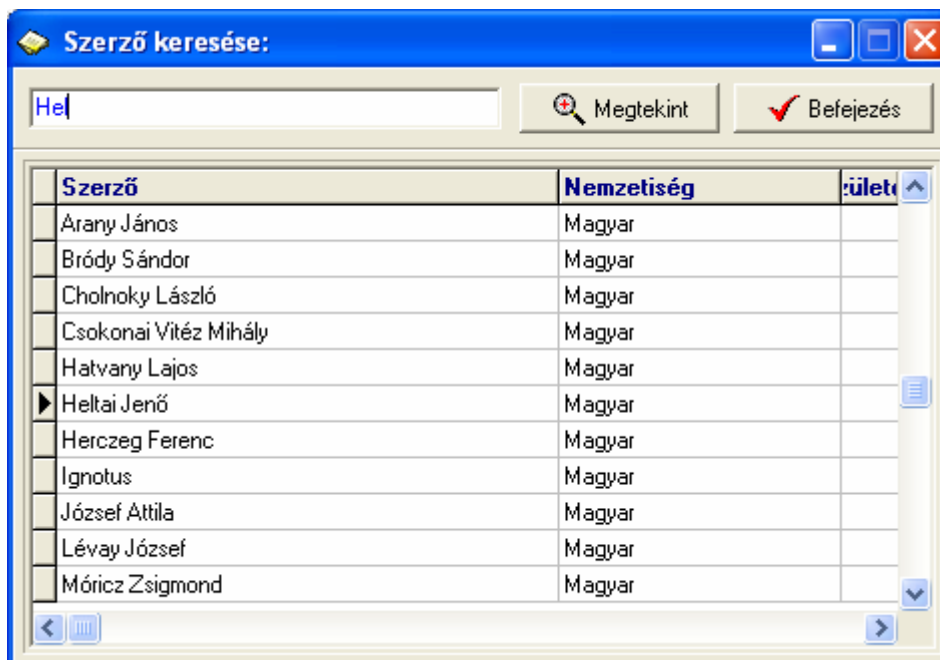 Szerző keresése:
Hel
Megtekint
Befejezés
Szerző Nemzetiség
Arany János Magyar
Bródy Sándor Magyar
Cholnoky László Magyar
Csokonai Vitéz Mihály Magyar
Hatvany Lajos Magyar
Heltai Jenő Magyar
Herczeg Ferenc Magyar
Ignotus Magyar
József Attila Magyar
Lévay József Magyar
Móricz Zsigmond Magyar